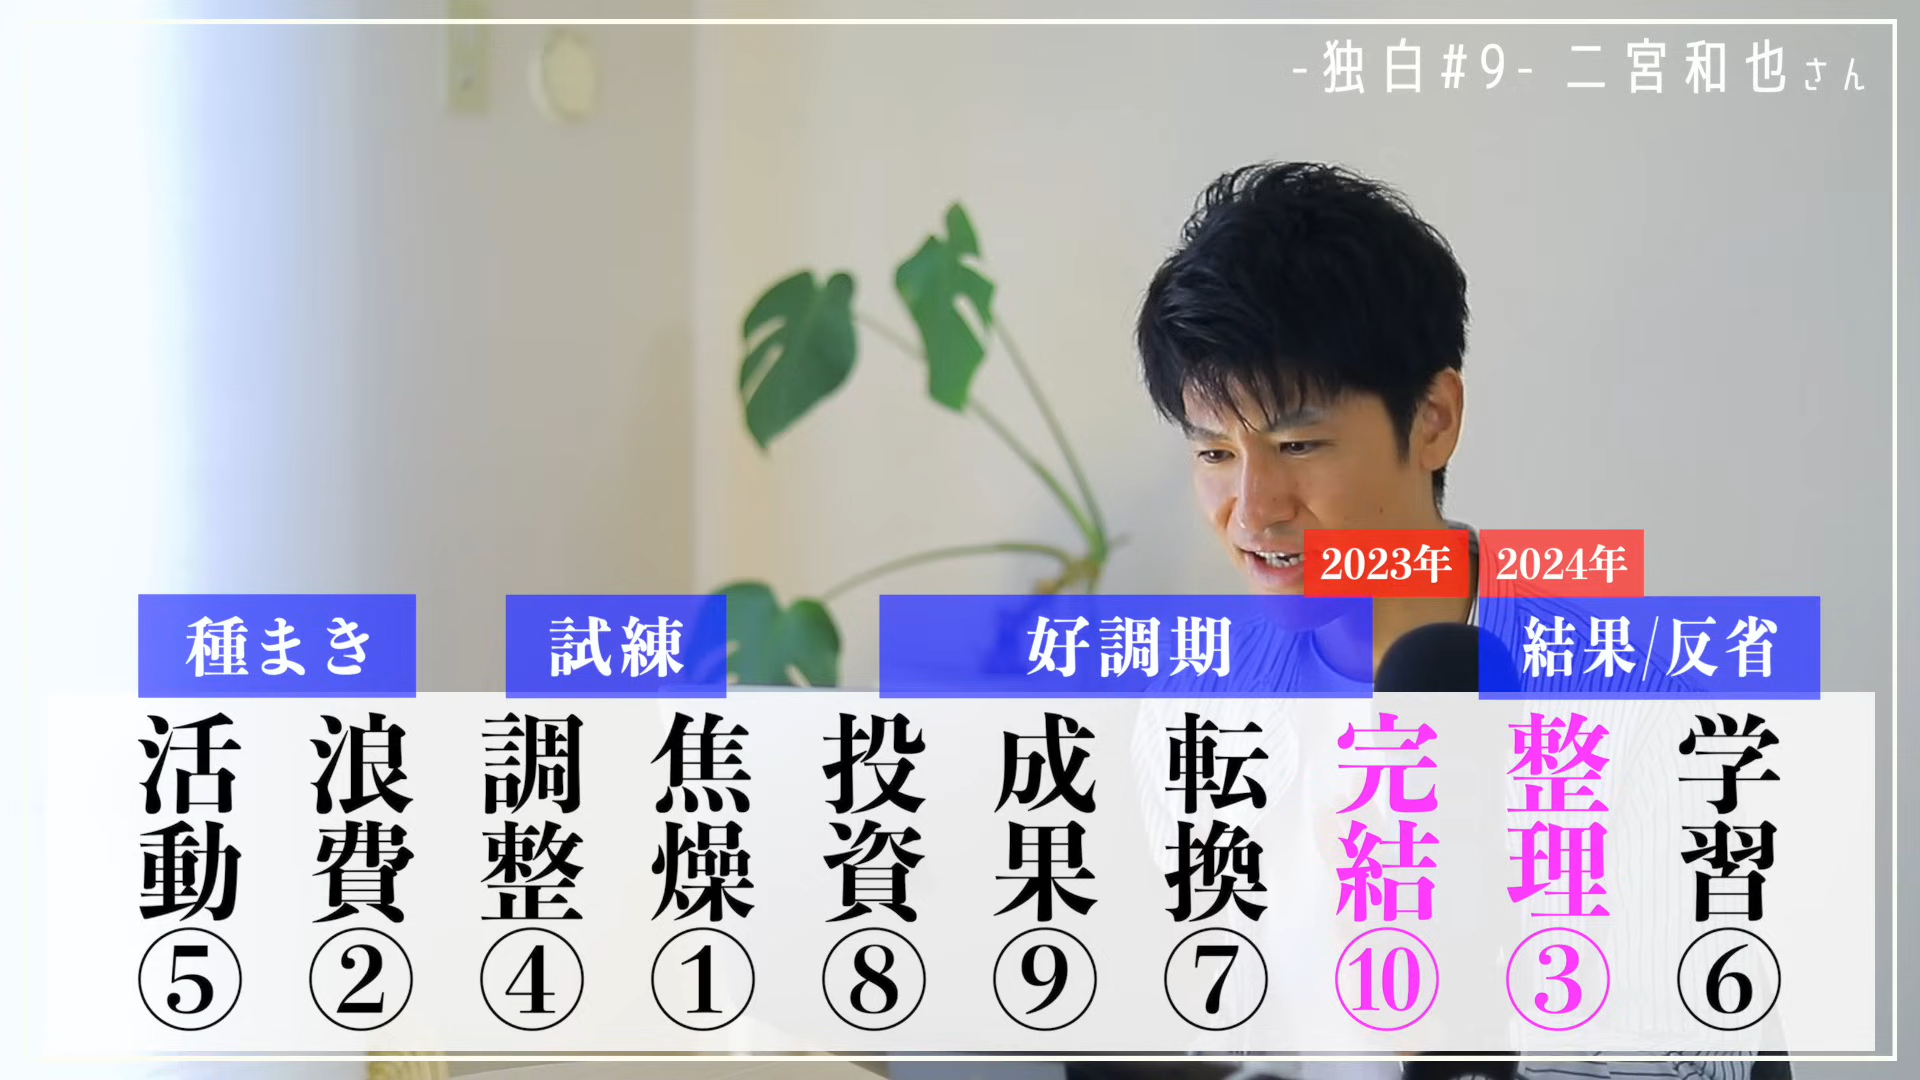 -独白#9- 二宮和也さん
2023年 2024年
種まき 試練 好調期 結果/反省
活動⑤
浪費②
調整④
焦燥①
投資⑧
成果⑨
転換⑦
完結⑩
整理③
学習⑥